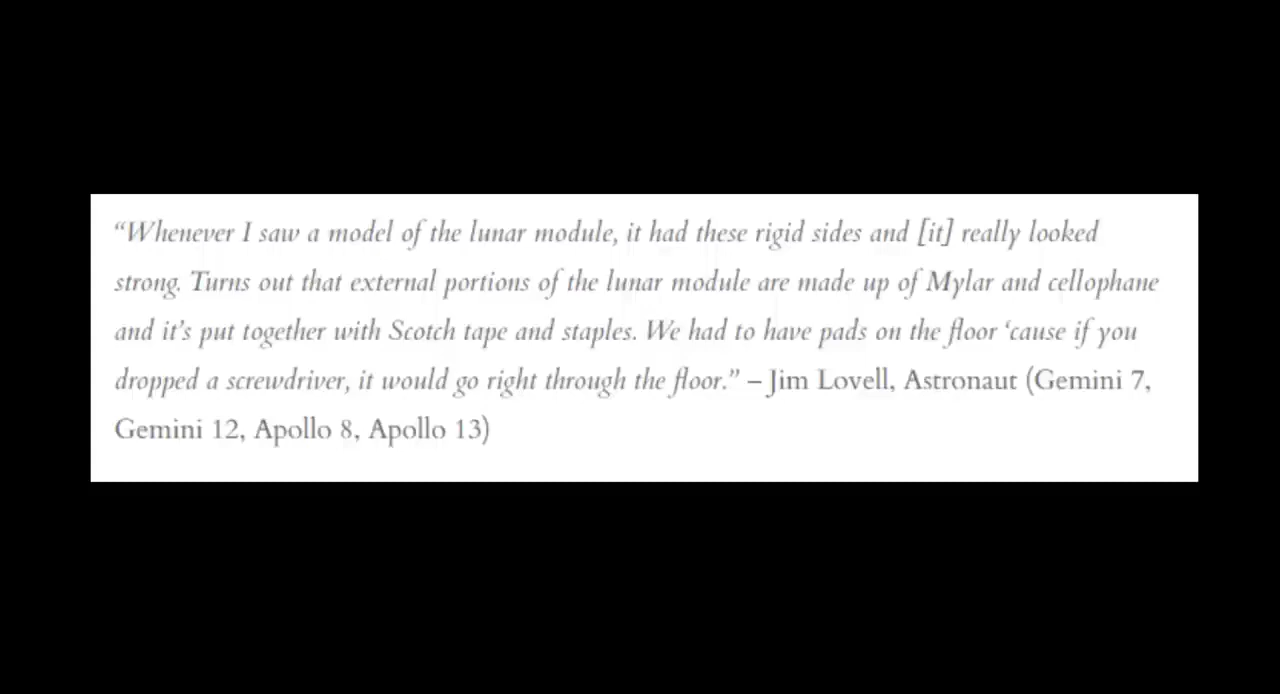 “Whenever I saw a model of the lunar module, it had these rigid sides and [it] really looked
strong. Turns out that external portions of the lunar module are made up of Mylar and cellophane
and it’s put together with Scotch tape and staples. We had to have pads on the floor ‘cause if you
dropped a screwdriver, it would go right through the floor.” – Jim Lovell, Astronaut (Gemini 7,
Gemini 12, Apollo 8, Apollo 13)